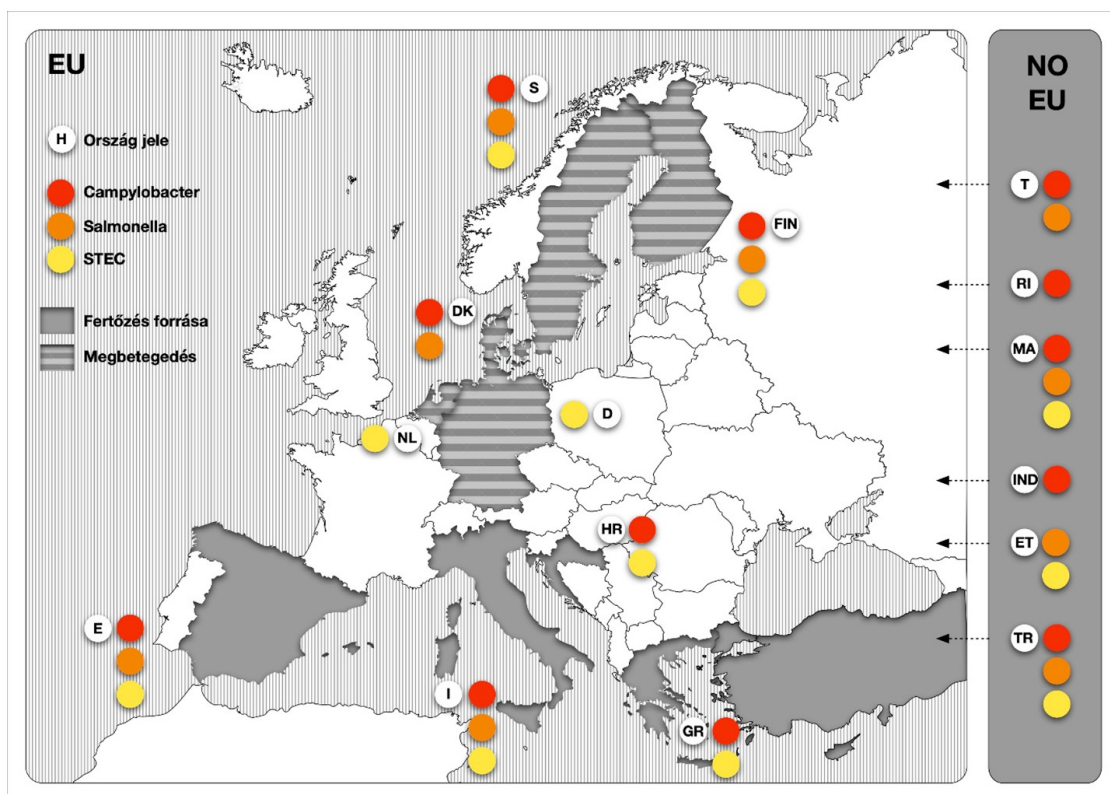 EU
H Ország jele
Campylobacter
Salmonella
STEC
Fertőzés forrása
Megbetegedés
S
FIN
DK
D
NL
HR
E
I
GR
NO
EU
T
RI
MA
IND
ET
TR